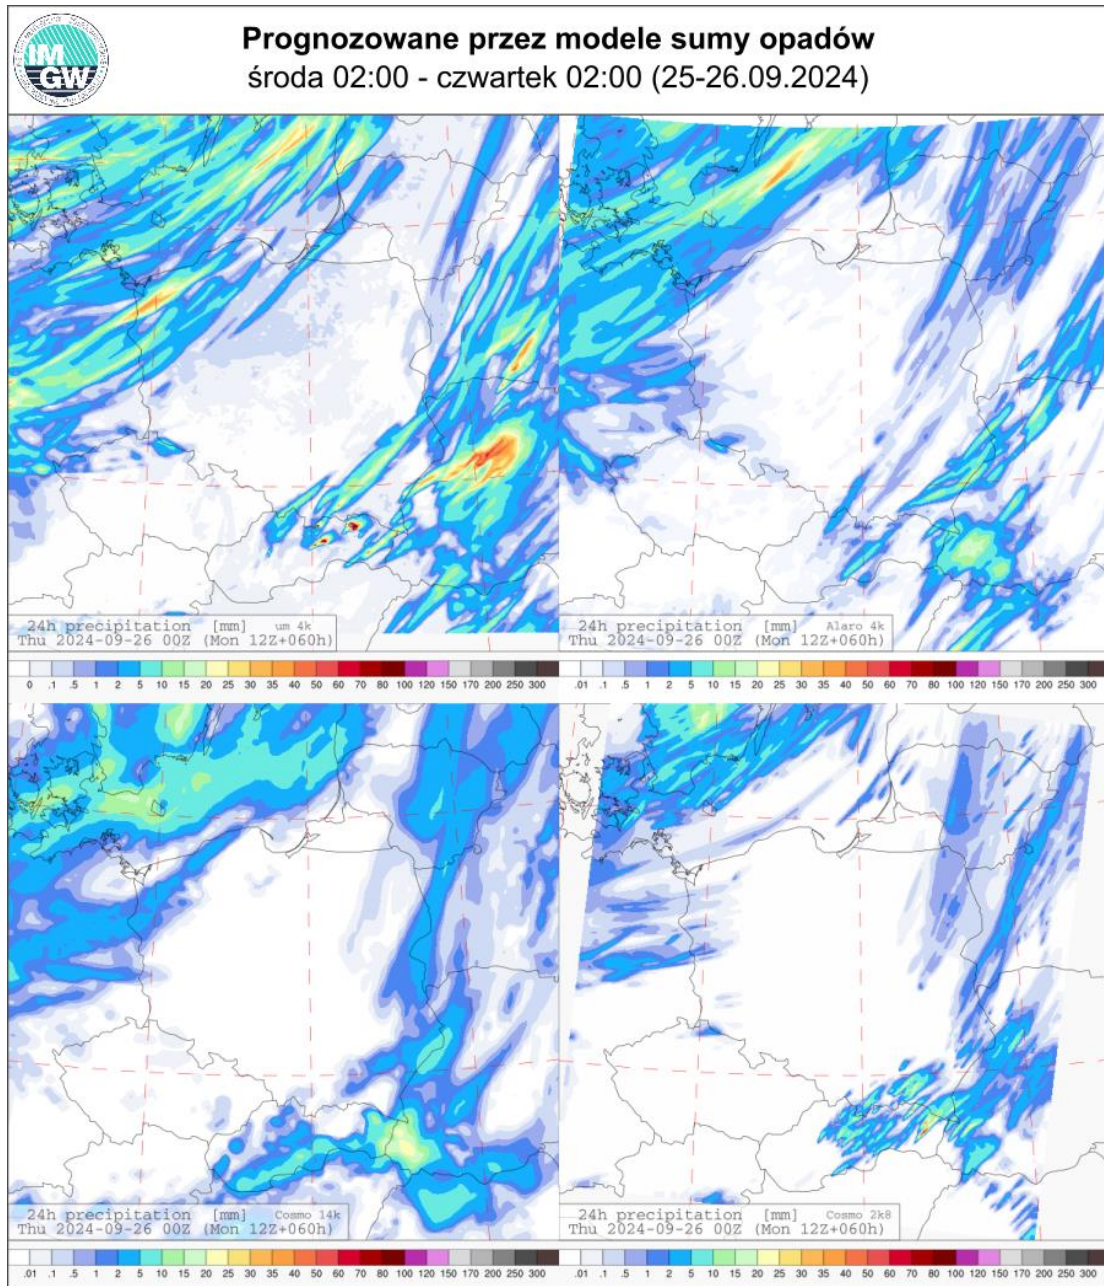 Prognozowane przez modele sumy opadów
IM
GW
środa 02:00 - czwartek 02:00 (25-26.09.2024)
24h precipitation [mm] um 4k
Thu 2024-09-26 00Z (Mon 12Z+060h)
24h precipitation [mm] Alaro 4k
Thu 2024-09-26 00Z (Mon 12Z+060h)
0 .1 .5 1 2 5 10 15 20 25 30 35 40 50 60 70 80 100 120 150 170 200 250 300
.01 .1 .5 1 2 5 10 15 20 25 30 35 40 50 60 70 80 100 120 150 170 200 250 300
24h precipitation [mm] Cosmo 14k
Thu 2024-09-26 00Z (Mon 12Z+060h)
24h precipitation [mm] Cosmo 2k8
Thu 2024-09-26 00Z (Mon 12Z+060h)
.01 .1 .5 1 2 5 10 15 20 25 30 35 40 50 60 70 80 100 120 150 170 200 250 300
.01 .1 .5 1 2 5 10 15 20 25 30 35 40 50 60 70 80 100 120 150 170 200 250 300